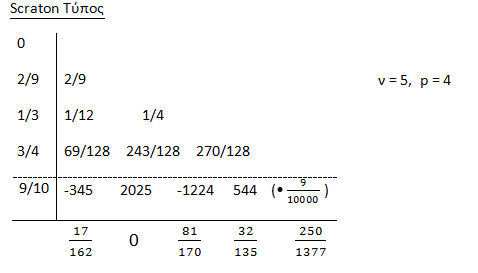 Scraton Τύπος
0
2/9 2/9 ν = 5, p = 4
1/3 1/12 1/4
3/4 69/128 243/128 270/128
9/10 -345 2025 -1224 544 (• 9/10000 )
17/162 0 81/170 32/135 250/1377